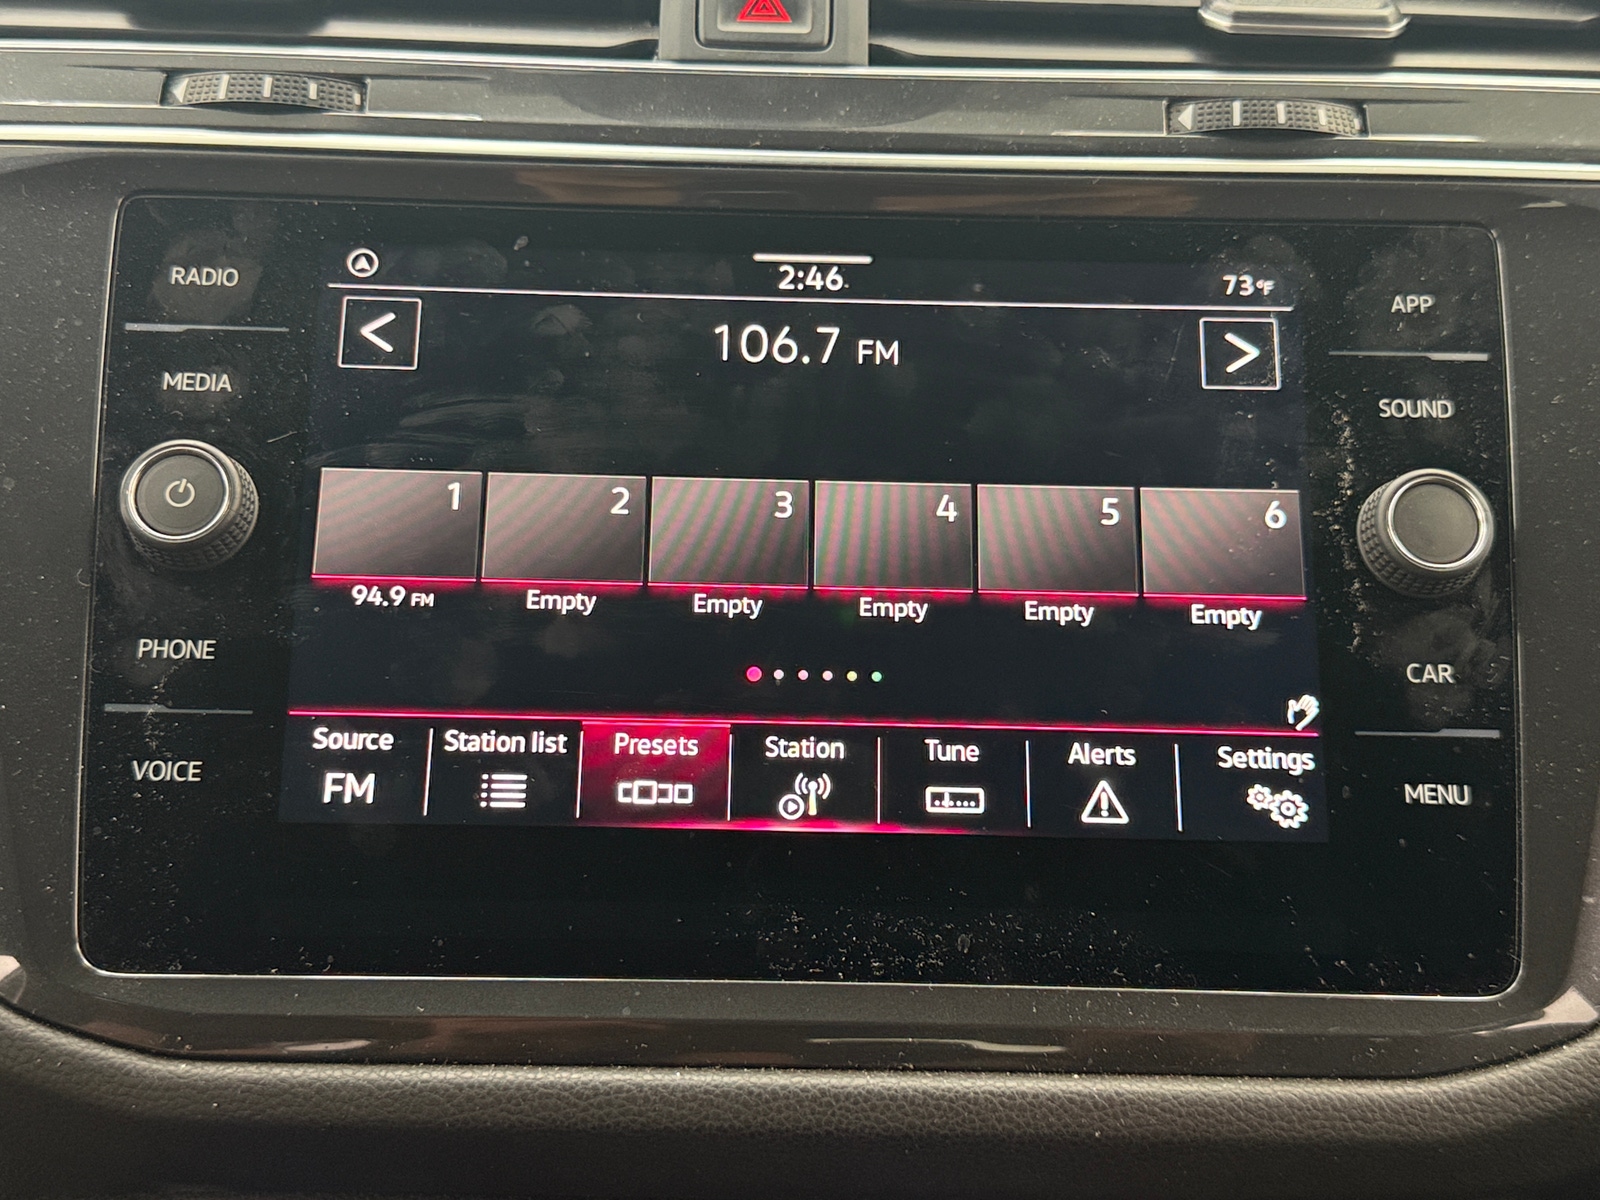 RADIO
MEDIA
PHONE
VOICE
2:46
73°F
< 106.7 FM >
1 2 3 4 5 6
94.9 FM Empty Empty Empty Empty Empty
Source Station list Presets Station Tune Alerts Settings
FM
APP
SOUND
CAR
MENU